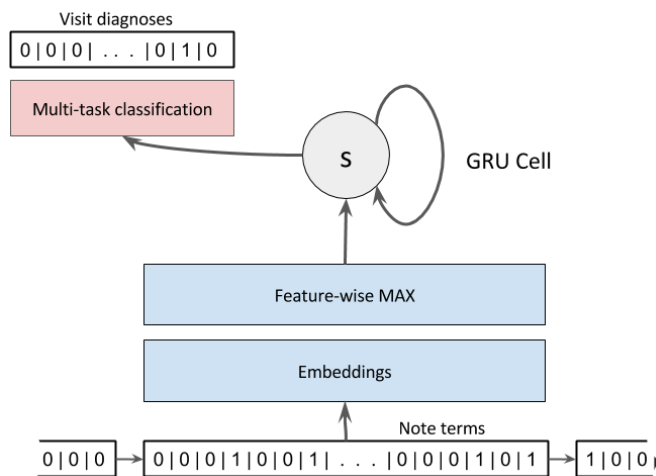 Visit diagnoses
0|0|0| . . . |0|1|0
Multi-task classification
S
GRU Cell
Feature-wise MAX
Embeddings
Note terms
0|0|0
0|0|0|1|0|0|1| . . . |0|0|0|1|0|1
1|0|0